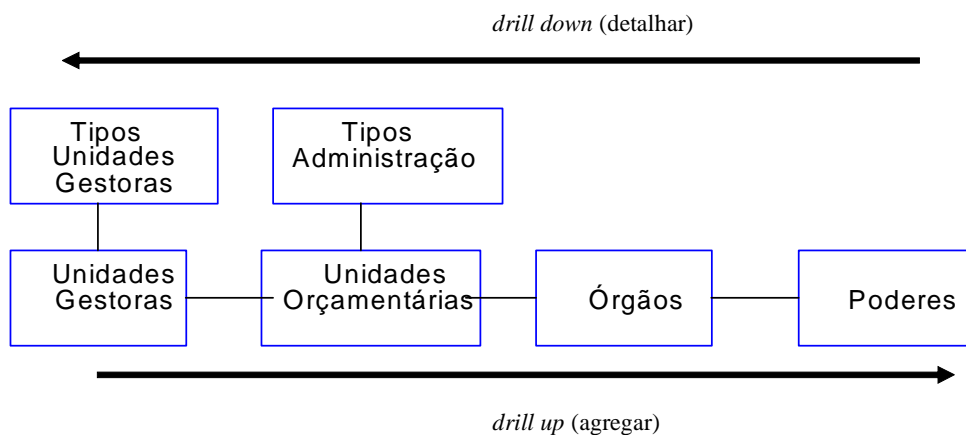 drill down (detalhar)
Tipos
Unidades
Gestoras
Tipos
Administração
Unidades
Gestoras
Unidades
Orçamentárias
Órgãos
Poderes
drill up (agregar)